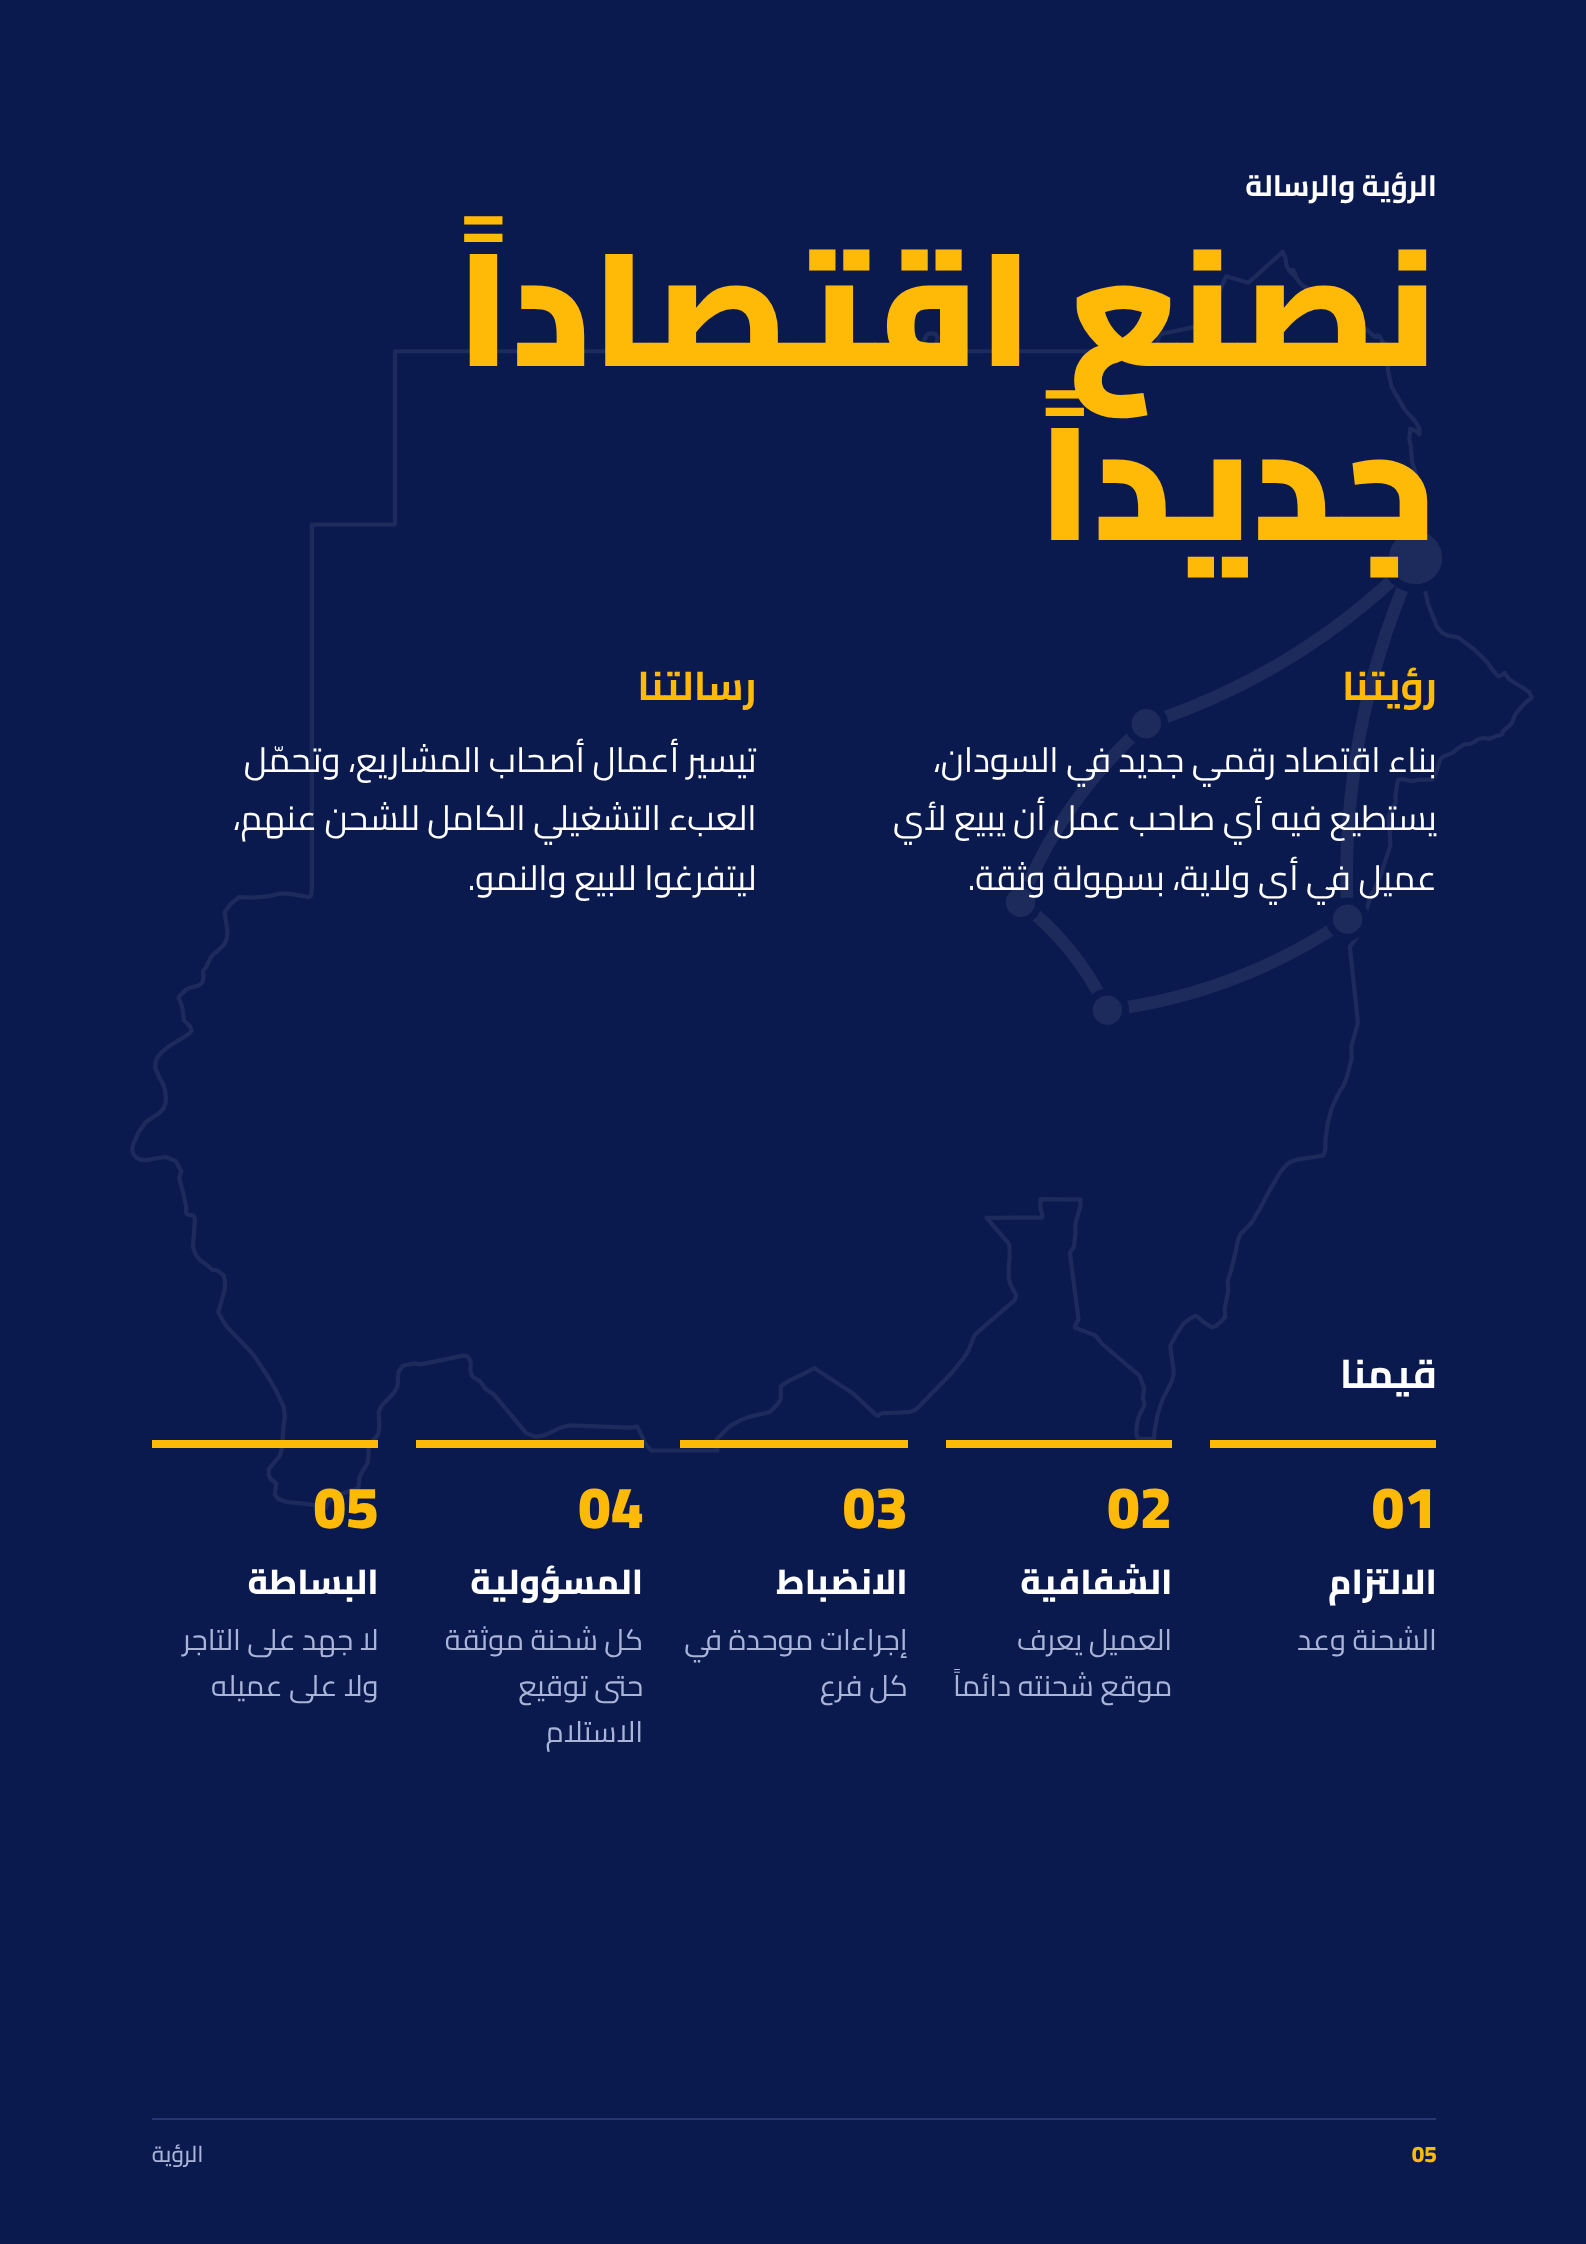 الرؤية والرسالة
نصنع اقتصاداً
جديداً
رؤيتنا
بناء اقتصاد رقمي جديد في السودان،
يستطيع فيه أي صاحب عمل أن يبيع لأي
عميل في أي ولاية، بسهولة وثقة.
رسالتنا
تيسير أعمال أصحاب المشاريع، وتحمّل
العبء التشغيلي الكامل للشحن عنهم،
ليتفرغوا للبيع والنمو.
قيمنا
01
الالتزام
الشحنة وعد
02
الشفافية
العميل يعرف
موقع شحنته دائماً
03
الانضباط
إجراءات موحدة في
كل فرع
04
المسؤولية
كل شحنة موثقة
حتى توقيع
الاستلام
05
البساطة
لا جهد على التاجر
ولا على عميله
05
الرؤية